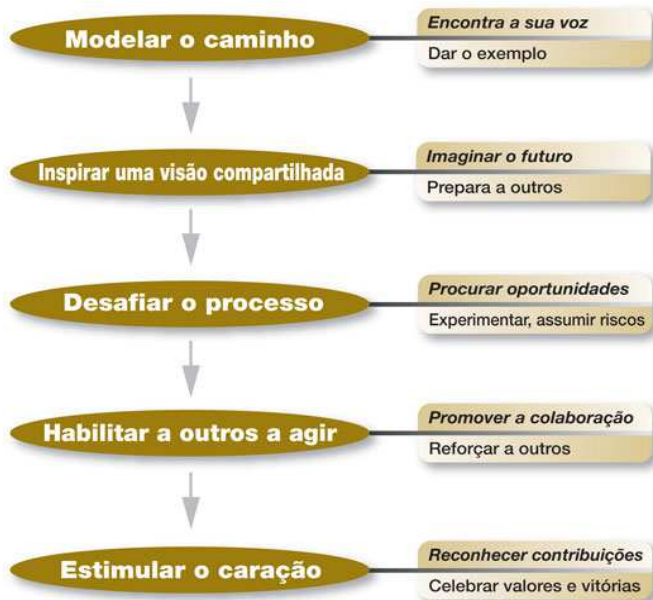 Modelar o caminho
Encontra a sua voz
Dar o exemplo
Inspirar uma visão compartilhada
Imaginar o futuro
Prepara a outros
Desafiar o processo
Procurar oportunidades
Experimentar, assumir riscos
Habilitar a outros a agir
Promover a colaboração
Reforçar a outros
Estimular o caração
Reconhecer contribuições
Celebrar valores e vitórias